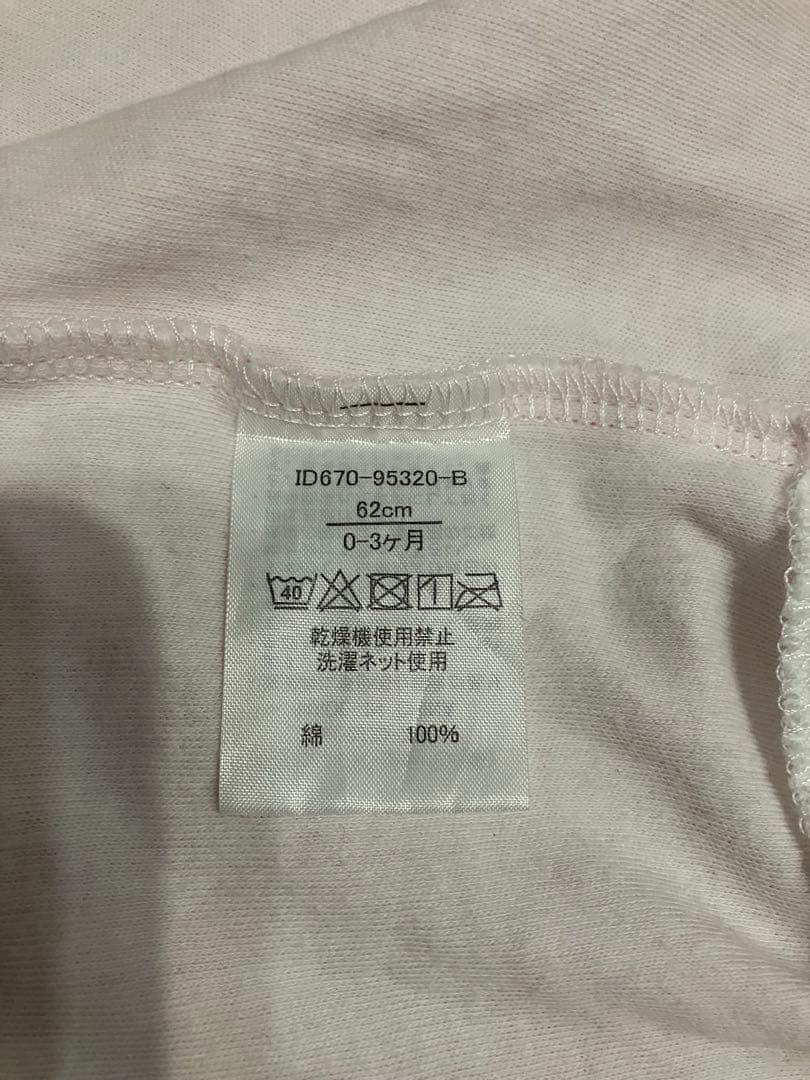 ID670-95320-B
62cm
0-3ヶ月
40
乾燥機使用禁止
洗濯ネット使用
綿 100%